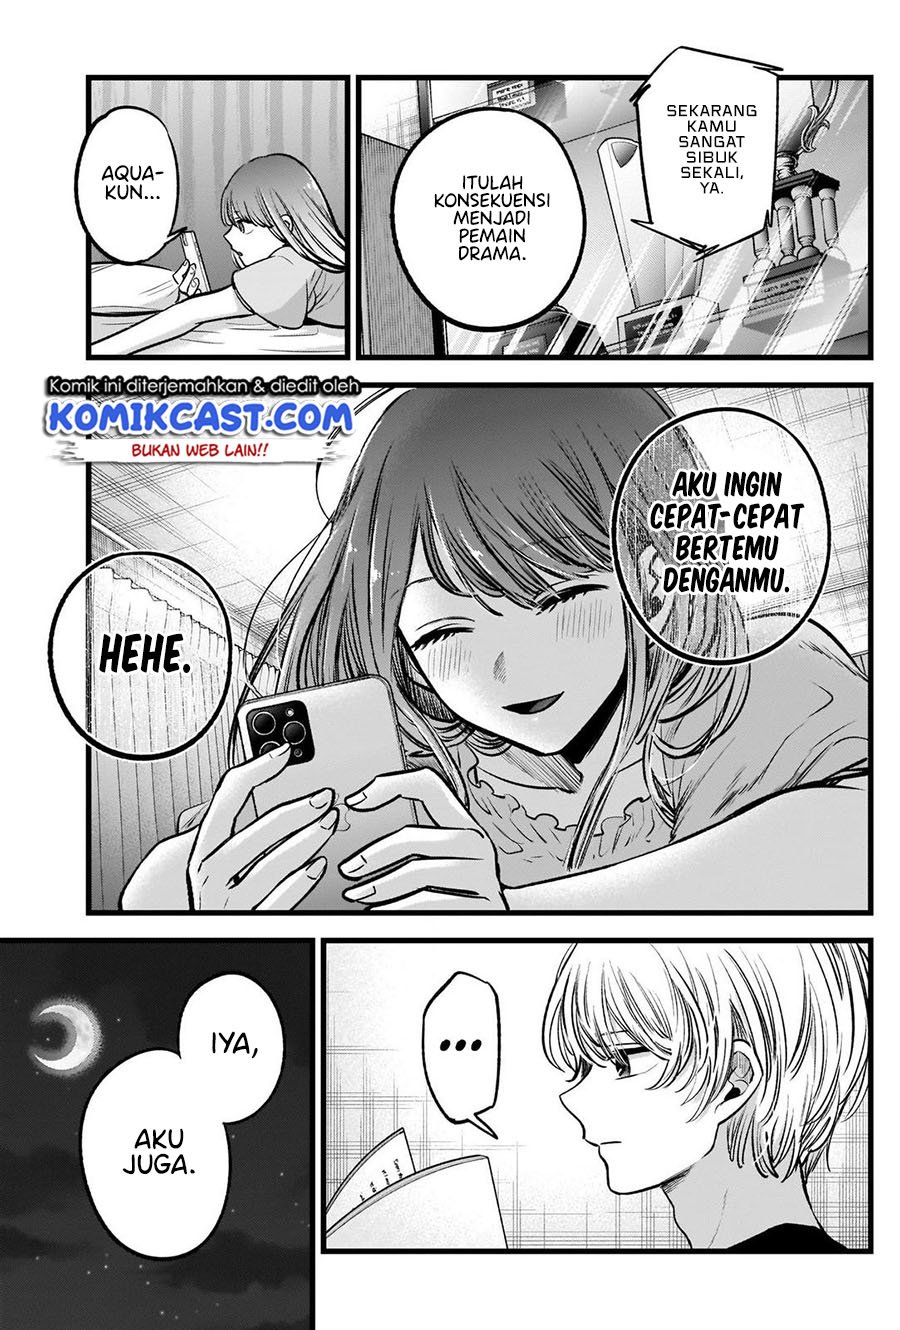 SEKARANG
KAMU
SANGAT
SIBUK
SEKALI,
YA.
ITULAH
KONSEKUENSI
MENJADI
PEMAIN
DRAMA.
AQUA-
KUN...
Komik ini diterjemahkan & diedit oleh
KOMIKCAST.COM
BUKAN WEB LAIN!!
AKU INGIN
CEPAT-CEPAT
BERTEMU
DENGANMU.
HEHE.
...
IYA,
AKU
JUGA.